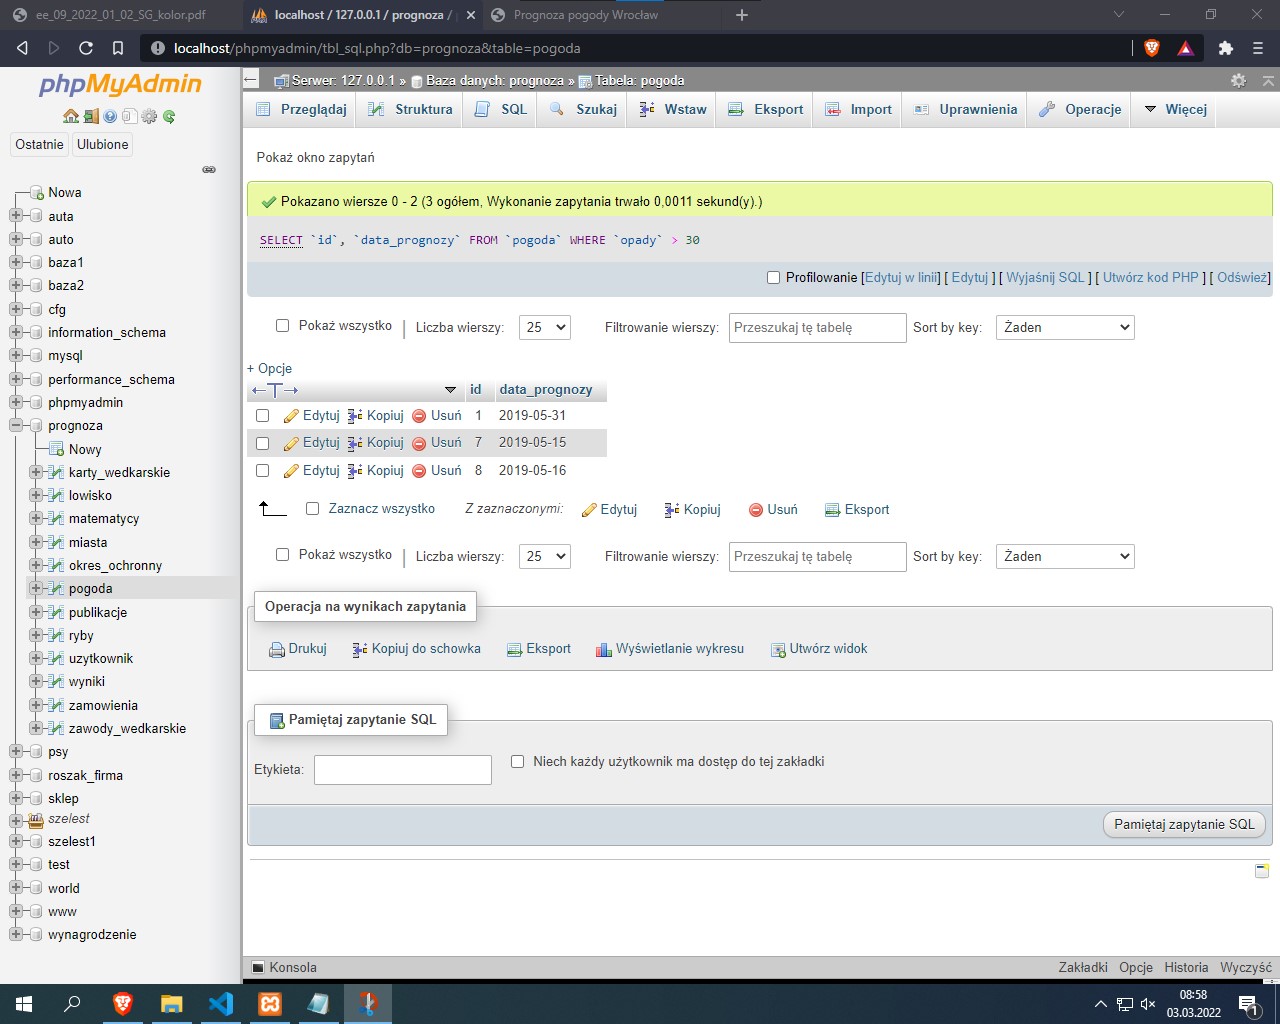 ee_09_2022_01_02_SG_kolor.pdf
localhost / 127.0.0.1 / prognoza /
Prognoza pogody Wrocław
localhost/phpmyadmin/tbl_sql.php?db=prognoza&table=pogoda
phpMyAdmin
Ostatnie
Ulubione
Nowa
auta
auto
baza1
baza2
cfg
information_schema
mysql
performance_schema
phpmyadmin
prognoza
Nowy
karty_wedkarskie
lowisko
matematycy
miasta
okres_ochronny
pogoda
publikacje
ryby
uzytkownik
wyniki
zamowienia
zawody_wedkarskie
psy
roszak_firma
sklep
szelest
szelest1
test
world
www
wynagrodzenie
Serwer: 127.0.0.1 » Baza danych: prognoza » Tabela: pogoda
Przeglądaj Struktura SQL Szukaj Wstaw Eksport Import Uprawnienia Operacje Więcej
Pokaż okno zapytań
Pokazano wiersze 0 - 2 (3 ogółem, Wykonanie zapytania trwało 0,0011 sekund(y).)
SELECT `id`, `data_prognozy` FROM `pogoda` WHERE `opady` > 30
Profilowanie [Edytuj w linii] [ Edytuj ] [ Wyjaśnij SQL ] [ Utwórz kod PHP ] [ Odśwież]
Pokaż wszystko | Liczba wierszy: 25 Filtrowanie wierszy: Przeszukaj tę tabelę Sort by key: Żaden
+ Opcje
←T→ id data_prognozy
Edytuj Kopiuj Usuń 1 2019-05-31
Edytuj Kopiuj Usuń 7 2019-05-15
Edytuj Kopiuj Usuń 8 2019-05-16
Zaznacz wszystko Z zaznaczonymi: Edytuj Kopiuj Usuń Eksport
Pokaż wszystko | Liczba wierszy: 25 Filtrowanie wierszy: Przeszukaj tę tabelę Sort by key: Żaden
Operacja na wynikach zapytania
Drukuj Kopiuj do schowka Eksport Wyświetlanie wykresu Utwórz widok
Pamiętaj zapytanie SQL
Etykieta: Niech każdy użytkownik ma dostęp do tej zakładki
Pamiętaj zapytanie SQL
Konsola Zakładki Opcje Historia Wyczyść
08:58
03.03.2022
1